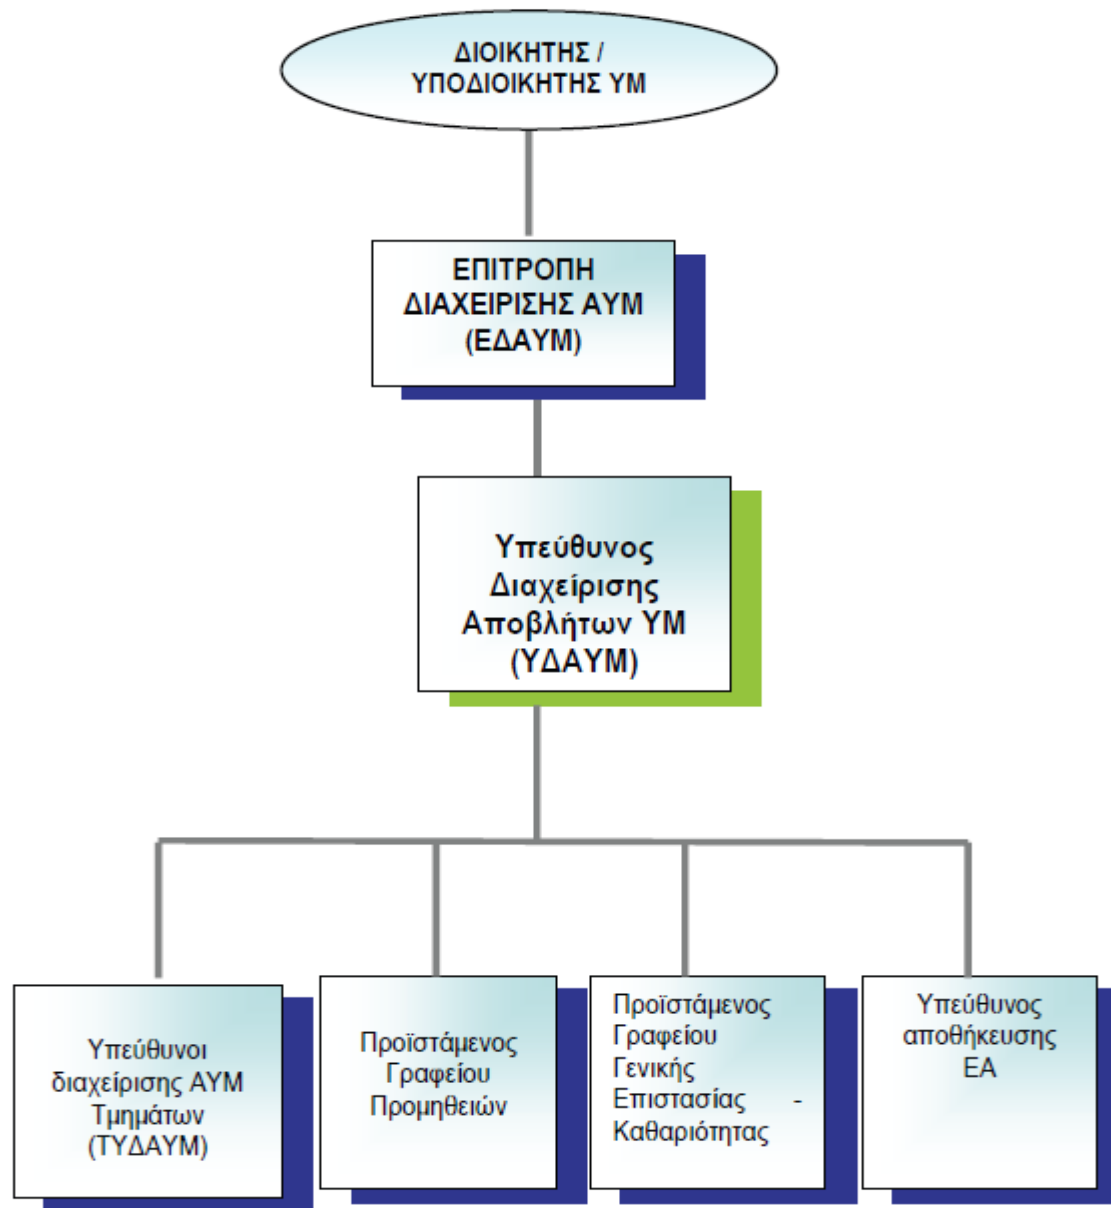 ΔΙΟΙΚΗΤΗΣ /
ΥΠΟΔΙΟΙΚΗΤΗΣ ΥΜ
ΕΠΙΤΡΟΠΗ
ΔΙΑΧΕΙΡΙΣΗΣ ΑΥΜ
(ΕΔΑΥΜ)
Υπεύθυνος
Διαχείρισης
Αποβλήτων ΥΜ
(ΥΔΑΥΜ)
Υπεύθυνοι
διαχείρισης ΑΥΜ
Τμημάτων
(ΤΥΔΑΥΜ)
Προϊστάμενος
Γραφείου
Προμηθειών
Προϊστάμενος
Γραφείου
Γενικής
Επιστασίας -
Καθαριότητας
Υπεύθυνος
αποθήκευσης
ΕΑ